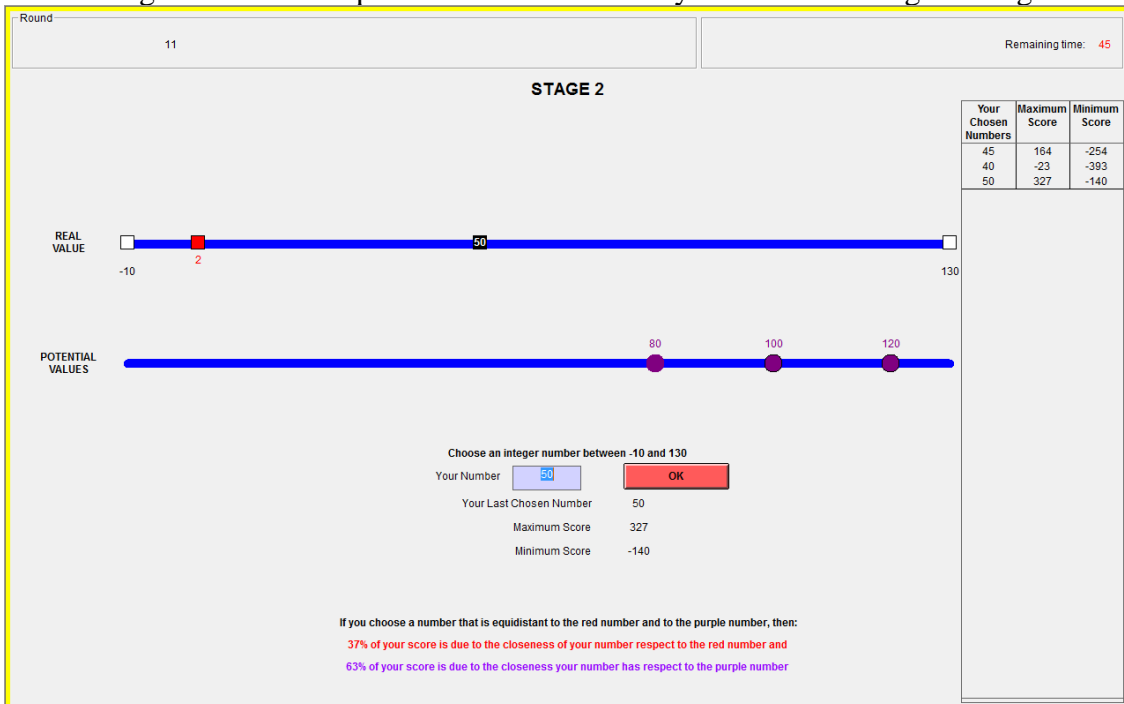 Round
11
Remaining time: 45
STAGE 2
Your Chosen Numbers Maximum Score Minimum Score
45 164 -254
40 -23 -393
50 327 -140
REAL VALUE
50
2
-10
130
80 100 120
POTENTIAL VALUES
Choose an integer number between -10 and 130
Your Number 50 OK
Your Last Chosen Number 50
Maximum Score 327
Minimum Score -140
If you choose a number that is equidistant to the red number and to the purple number, then:
37% of your score is due to the closeness of your number respect to the red number and
63% of your score is due to the closeness your number has respect to the purple number